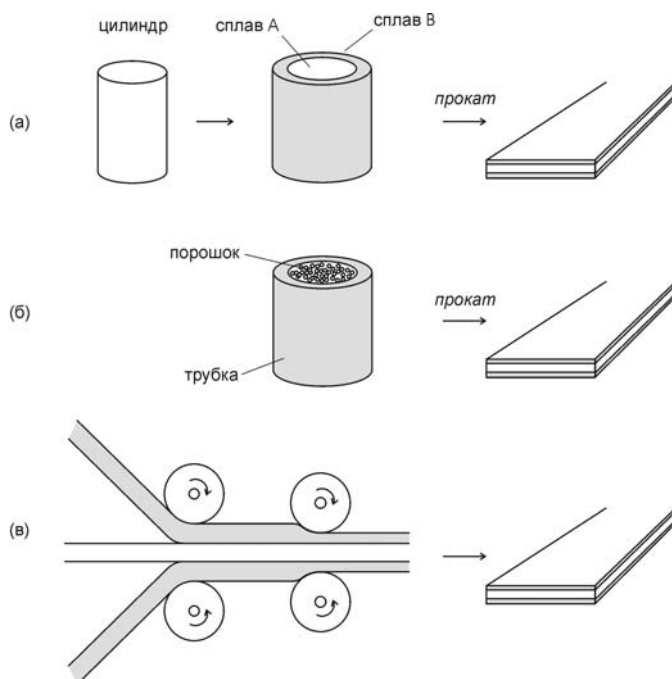 цилиндр
сплав A
сплав B
(а)
прокат
порошок
(б)
прокат
трубка
(в)